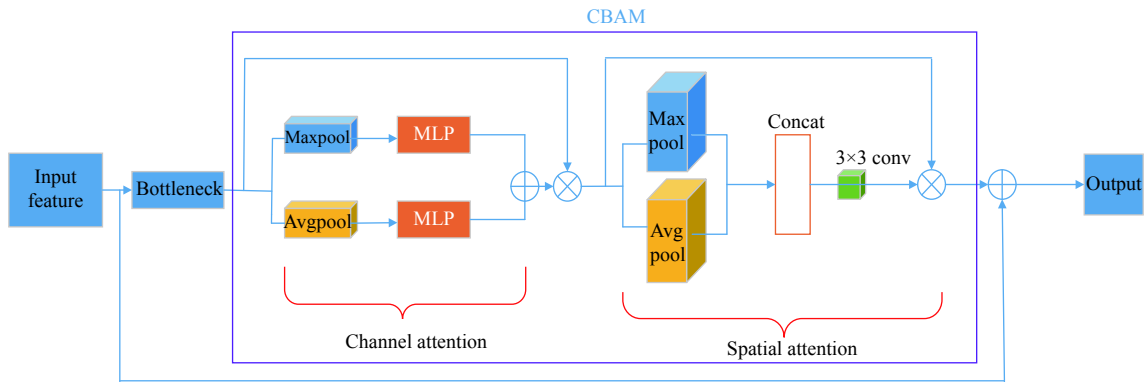 CBAM
Input
feature
Bottleneck
Maxpool
MLP
Avgpool
MLP
Channel attention
Max
pool
Avg
pool
Concat
3×3 conv
Spatial attention
Output